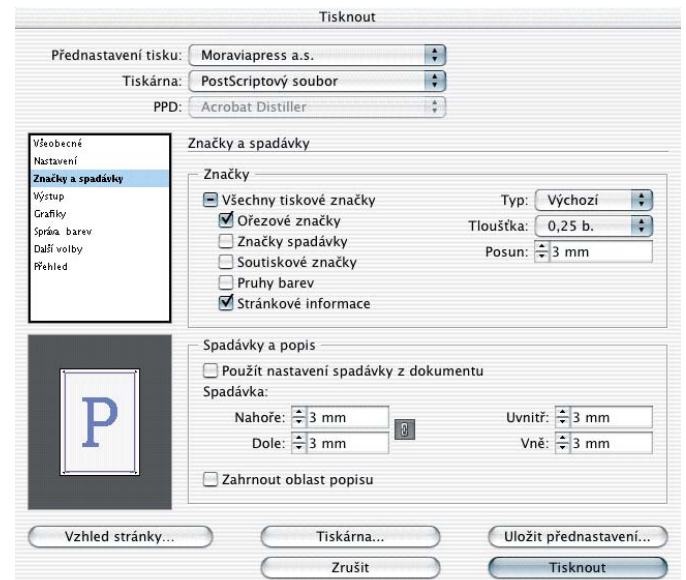 Tisknout
Přednastavení tisku: Moraviapress a.s.
Tiskárna: PostScriptový soubor
PPD: Acrobat Distiller
Všeobecné
Nastavení
Značky a spadávky
Výstup
Grafiky
Správa barev
Další volby
Přehled
Značky a spadávky
Značky
Všechny tiskové značky
Ořezové značky
Značky spadávky
Soutiskové značky
Pruhy barev
Stránkové informace
Typ: Výchozí
Tloušťka: 0,25 b.
Posun: 3 mm
P
Spadávky a popis
Použít nastavení spadávky z dokumentu
Spadávka:
Nahoře: 3 mm
Dole: 3 mm
Uvnitř: 3 mm
Vně: 3 mm
Zahrnout oblast popisu
Vzhled stránky...
Tiskárna...
Uložit přednastavení...
Zrušit
Tisknout